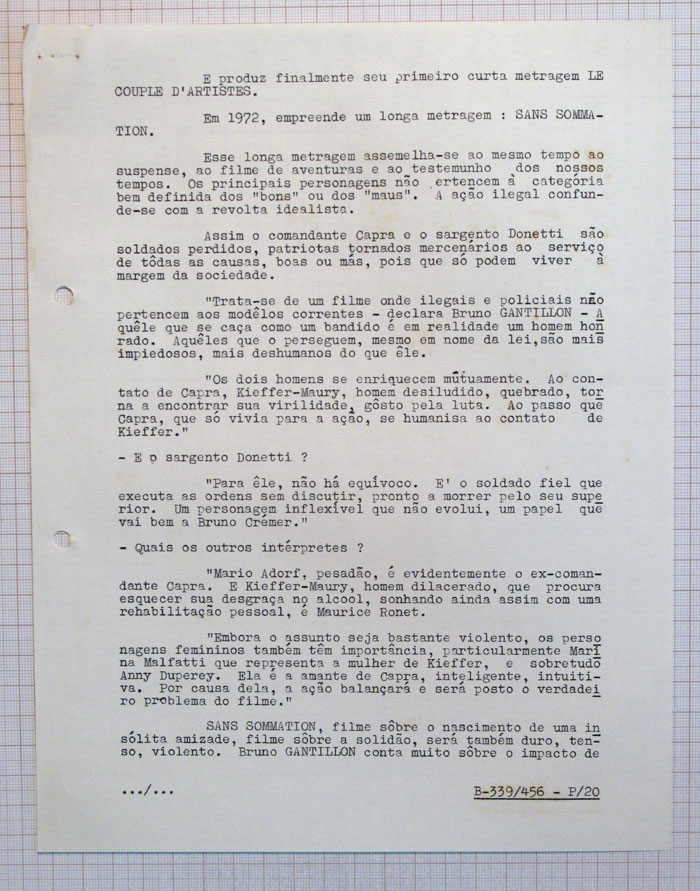 E produz finalmente seu primeiro curta metragem LE
COUPLE D'ARTISTES.
Em 1972, empreende um longa metragem : SANS SOMMA-
TION.
Esse longa metragem assemelha-se ao mesmo tempo ao
suspense, ao filme de aventuras e ao testemunho dos nossos
tempos. Os principais personagens não ertencem à categória
bem definida dos "bons" ou dos "maus". A ação ilegal confun-
de-se com a revolta idealista.
Assim o comandante Capra e o sargento Donetti são
soldados perdidos, patriotas tornados mercenários ao serviço
de tôdas as causas, boas ou más, pois que só podem viver à
margem da sociedade.
"Trata-se de um filme onde ilegais e policiais não
pertencem aos modêlos correntes - declara Bruno GANTILLON - A
quêle que se caça como um bandido é em realidade um homem hon
rado. Aquêles que o perseguem, mesmo em nome da lei,são mais
impiedosos, mais deshumanos do que êle.
"Os dois homens se enriquecem mútuamente. Ao con-
tato de Capra, Kieffer-Maury, homem desiludido, quebrado, tor
na a encontrar sua virilidade, gôsto pela luta. Ao passo que
Capra, que só vivia para a ação, se humanisa ao contato de
Kieffer."
- E o sargento Donetti ?
"Para êle, não há equívoco. E' o soldado fiel que
executa as ordens sem discutir, pronto a morrer pelo seu supe
rior. Um personagem inflexível que não evolui, um papel que
vai bem a Bruno Crémer."
- Quais os outros intérpretes ?
"Mario Adorf, pesadão, é evidentemente o ex-coman-
dante Capra. E Kieffer-Maury, homem dilacerado, que procura
esquecer sua desgraça no alcool, sonhando ainda assim com uma
rehabilitação pessoal, é Maurice Ronet.
"Embora o assunto seja bastante violento, os perso
nagens femininos também têm importância, particularmente Mari
na Malfatti que representa a mulher de Kieffer, e sobretudo
Anny Duperey. Ela é a amante de Capra, inteligente, intuiti-
va. Por causa dela, a ação balançará e será posto o verdadei
ro problema do filme."
SANS SOMMATION, filme sôbre o nascimento de uma in
sólita amizade, filme sôbre a solidão, será também duro, ten-
so, violento. Bruno GANTILLON conta muito sôbre o impacto de
.../...
B-339/456 - P/20